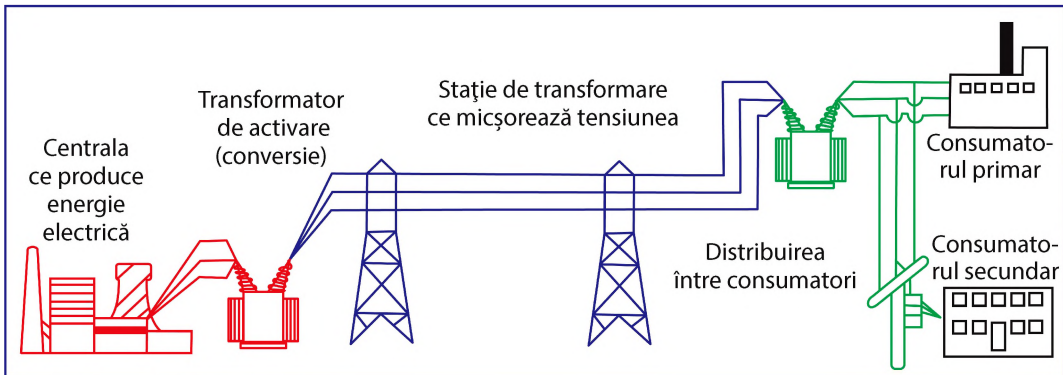 Centrala
ce produce
energie
electrică
Transformator
de activare
(conversie)
Staţie de transformare
ce micșorează tensiunea
Distribuirea
între consumatori
Consumato-
rul primar
Consumato-
rul secundar